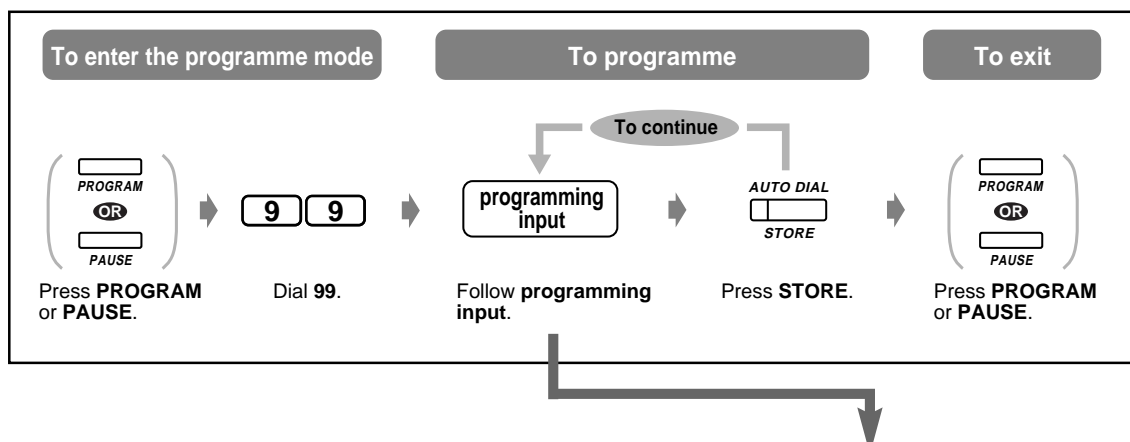 To enter the programme mode
To programme
To exit
To continue
PROGRAM
OR
PAUSE
9 9
programming
input
AUTO DIAL
STORE
PROGRAM
OR
PAUSE
Press PROGRAM
or PAUSE.
Dial 99.
Follow programming
input.
Press STORE.
Press PROGRAM
or PAUSE.